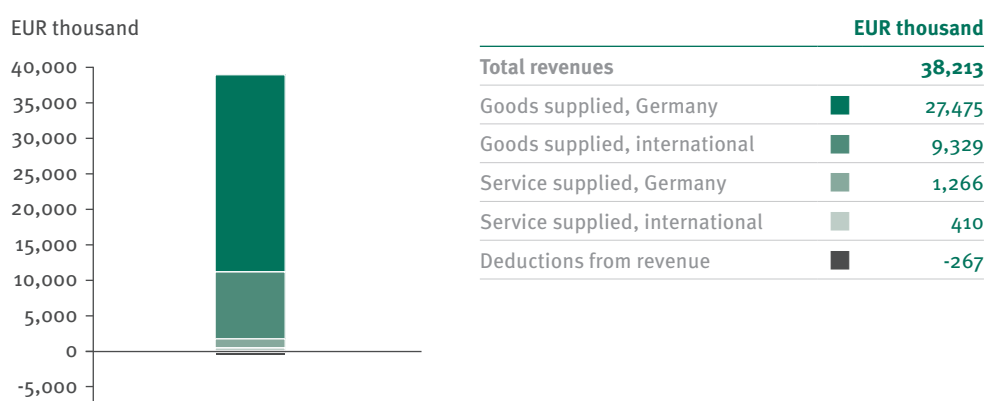 EUR thousand
40,000
35,000
30,000
25,000
20,000
15,000
10,000
5,000
0
-5,000
EUR thousand
Total revenues 38,213
Goods supplied, Germany 27,475
Goods supplied, international 9,329
Service supplied, Germany 1,266
Service supplied, international 410
Deductions from revenue -267